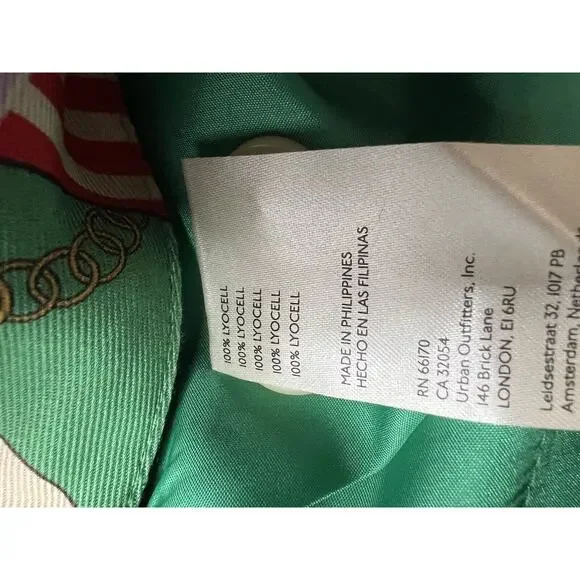 100% LYOCELL
100% LYOCELL
100% LYOCELL
100% LYOCELL
100% LYOCELL
MADE IN PHILIPPINES
HECHO EN LAS FILIPINAS
RN 66170
CA 32054
Urban Outfitters, Inc.
146 Brick Lane
LONDON, E1 6RU
Leidsestraat 32, 1017 PB
Amsterdam, Netherlands